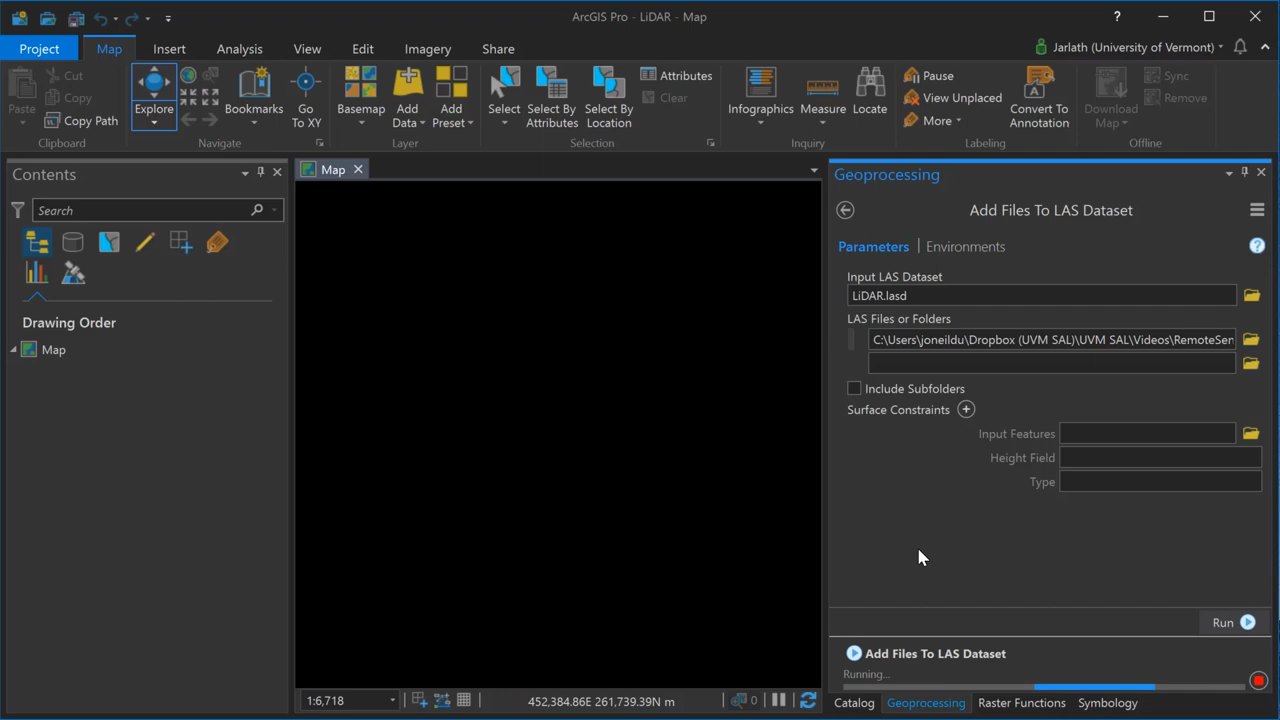 ArcGIS Pro - LiDAR - Map
?
Project Map Insert Analysis View Edit Imagery Share
Jarlath (University of Vermont)
Paste
Cut
Copy
Copy Path
Clipboard
Explore
Bookmarks
Go
To XY
Navigate
Basemap
Add
Data
Add
Preset
Layer
Select
Select By
Attributes
Select By
Location
Attributes
Clear
Selection
Infographics
Measure
Locate
Inquiry
Pause
View Unplaced
More
Convert To
Annotation
Labeling
Download
Map
Sync
Remove
Offline
Contents
Search
Drawing Order
Map
Map
1:6,718
452,384.86E 261,739.39N m
0
Geoprocessing
Add Files To LAS Dataset
Parameters | Environments
?
Input LAS Dataset
LiDAR.lasd
LAS Files or Folders
C:\Users\joneildu\Dropbox (UVM SAL)\UVM SAL\Videos\RemoteSen
Include Subfolders
Surface Constraints
Input Features
Height Field
Type
Run
Add Files To LAS Dataset
Running...
Catalog Geoprocessing Raster Functions Symbology